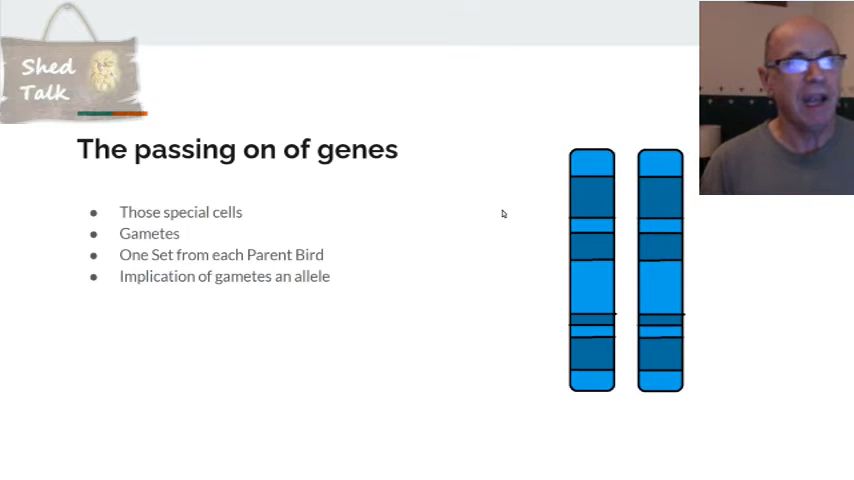 Shed
Talk
The passing on of genes
Those special cells
Gametes
One Set from each Parent Bird
Implication of gametes an allele